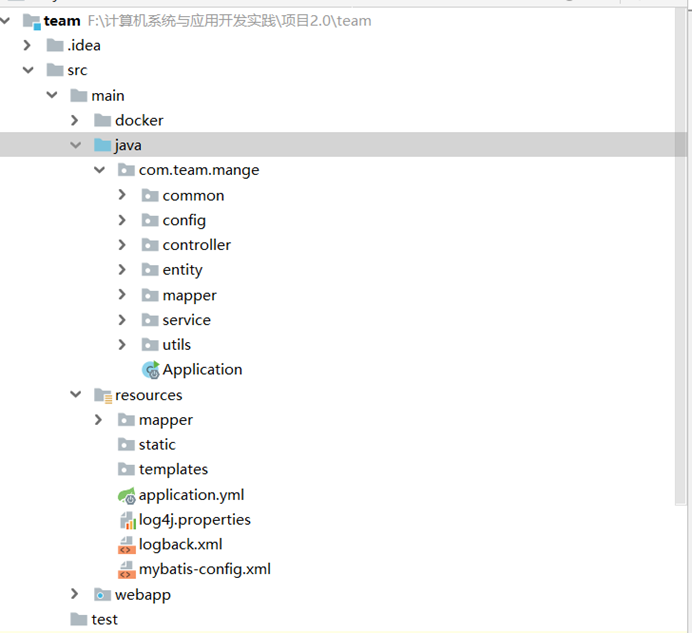 team F:\计算机系统与应用开发实践\项目2.0\team
.idea
src
main
docker
java
com.team.mange
common
config
controller
entity
mapper
service
utils
Application
resources
mapper
static
templates
application.yml
log4j.properties
logback.xml
mybatis-config.xml
webapp
test